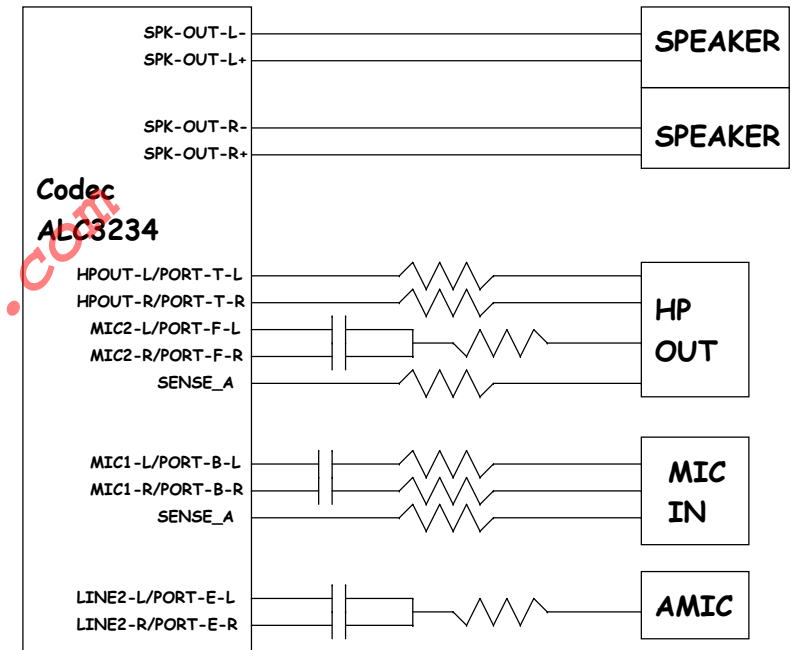 SPK-OUT-L-
SPK-OUT-L+
SPEAKER
SPK-OUT-R-
SPK-OUT-R+
SPEAKER
Codec
ALC3234
.com
HPOUT-L/PORT-T-L
HPOUT-R/PORT-T-R
MIC2-L/PORT-F-L
MIC2-R/PORT-F-R
SENSE_A
HP
OUT
MIC1-L/PORT-B-L
MIC1-R/PORT-B-R
SENSE_A
MIC
IN
LINE2-L/PORT-E-L
LINE2-R/PORT-E-R
AMIC